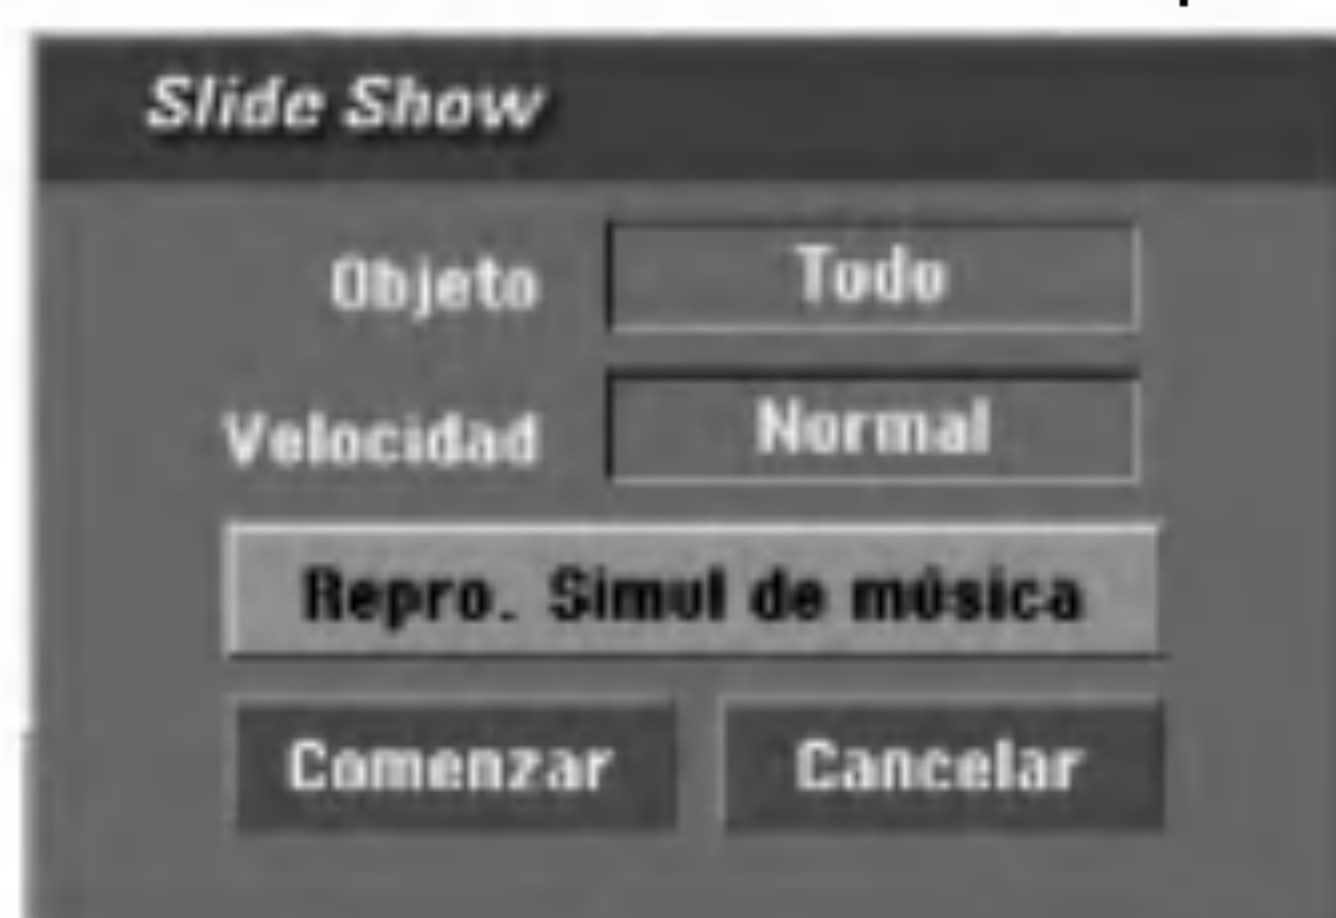 Slide Show
Objeto Todo
Velocidad Normal
Repro. Simul de música
Comenzar Cancelar